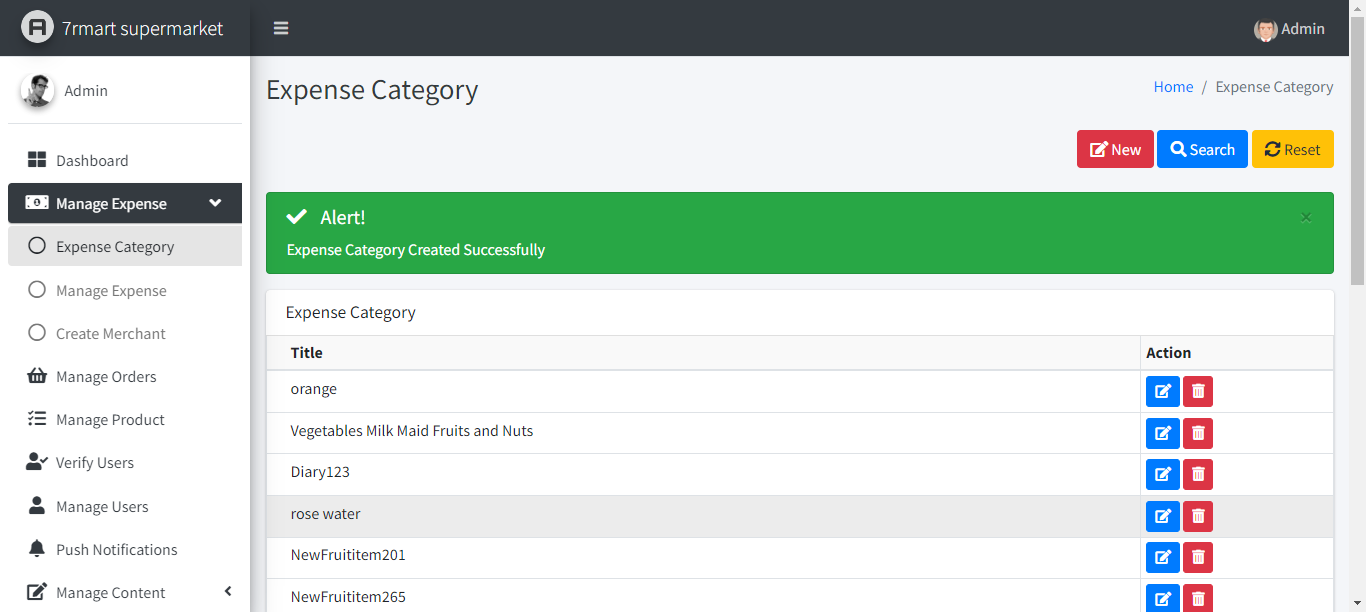 7rmart supermarket
Admin
Admin
Expense Category
Home / Expense Category
New
Search
Reset
Dashboard
Manage Expense
Expense Category
Manage Expense
Create Merchant
Manage Orders
Manage Product
Verify Users
Manage Users
Push Notifications
Manage Content
Alert!
×
Expense Category Created Successfully
Expense Category
Title Action
orange
Vegetables Milk Maid Fruits and Nuts
Diary123
rose water
NewFruititem201
NewFruititem265